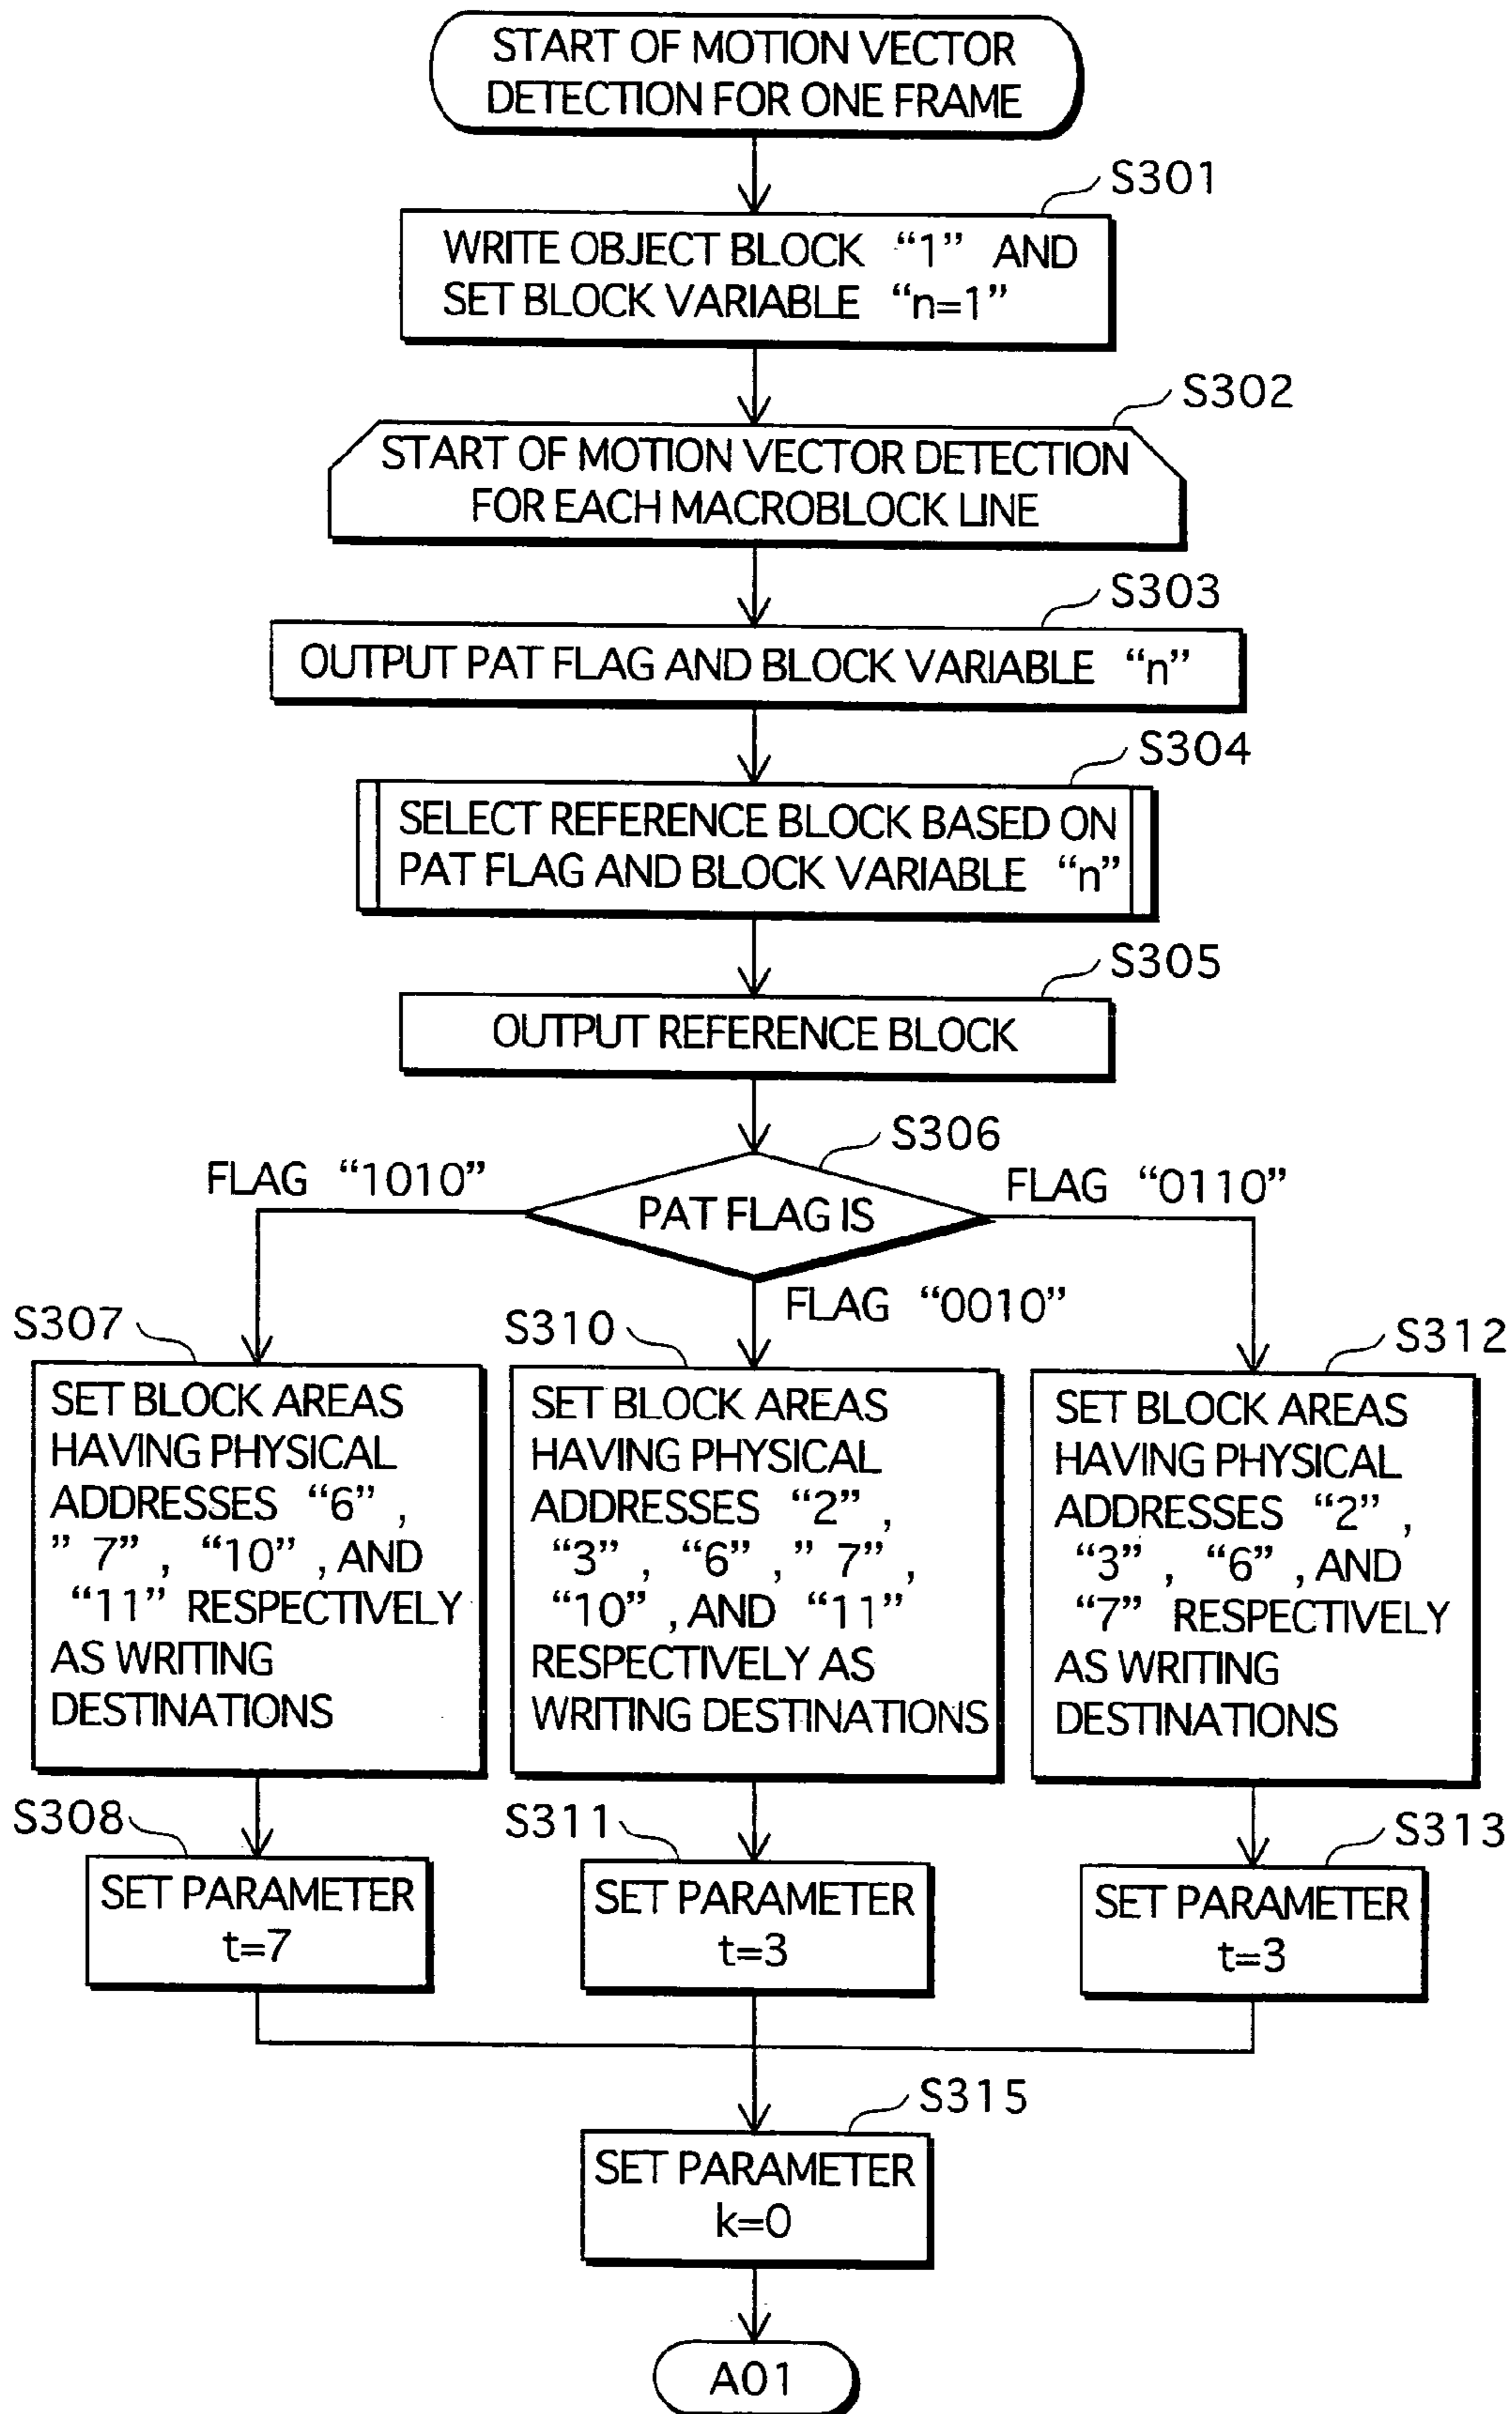 START OF MOTION VECTOR
DETECTION FOR ONE FRAME
S301
WRITE OBJECT BLOCK “1” AND
SET BLOCK VARIABLE “n=1”
S302
START OF MOTION VECTOR DETECTION
FOR EACH MACROBLOCK LINE
S303
OUTPUT PAT FLAG AND BLOCK VARIABLE “n”
S304
SELECT REFERENCE BLOCK BASED ON
PAT FLAG AND BLOCK VARIABLE “n”
S305
OUTPUT REFERENCE BLOCK
S306
PAT FLAG IS
FLAG “1010”
FLAG “0010”
FLAG “0110”
S307
SET BLOCK AREAS
HAVING PHYSICAL
ADDRESSES “6” ,
” 7” , “10” , AND
“11” RESPECTIVELY
AS WRITING
DESTINATIONS
S308
SET PARAMETER
t=7
S310
SET BLOCK AREAS
HAVING PHYSICAL
ADDRESSES “2” ,
“3” , “6” , ” 7” ,
“10” , AND “11”
RESPECTIVELY AS
WRITING DESTINATIONS
S311
SET PARAMETER
t=3
S312
SET BLOCK AREAS
HAVING PHYSICAL
ADDRESSES “2” ,
“3” , “6” , AND
“7” RESPECTIVELY
AS WRITING
DESTINATIONS
S313
SET PARAMETER
t=3
S315
SET PARAMETER
k=0
A01